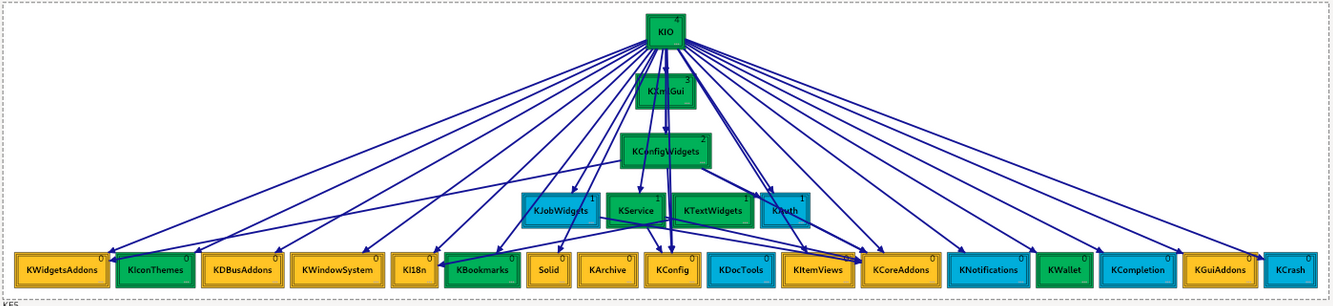 4
KIO
3
KXmlGui
2
KConfigWidgets
1 1 1 1
KJobWidgets KService KTextWidgets KAuth
0 0 0 0 0 0 0 0 0 0 0 0 0 0 0 0 0
KWidgetsAddons KIconThemes KDBusAddons KWindowSystem KI18n KBookmarks Solid KArchive KConfig KDocTools KItemViews KCoreAddons KNotifications KWallet KCompletion KGuiAddons KCrash
KF5